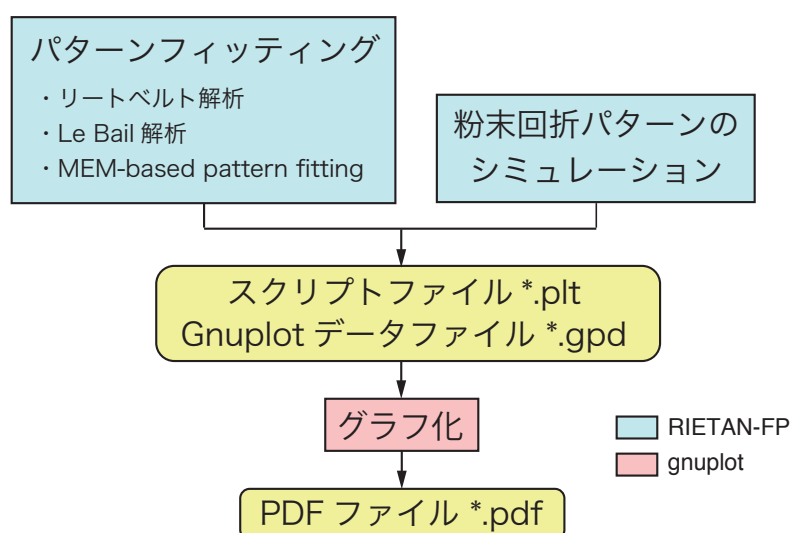 パターンフィッティング
・リートベルト解析
・Le Bail 解析
・MEM-based pattern fitting
粉末回折パターンの
シミュレーション
スクリプトファイル *.plt
Gnuplot データファイル *.gpd
グラフ化
RIETAN-FP
gnuplot
PDF ファイル *.pdf